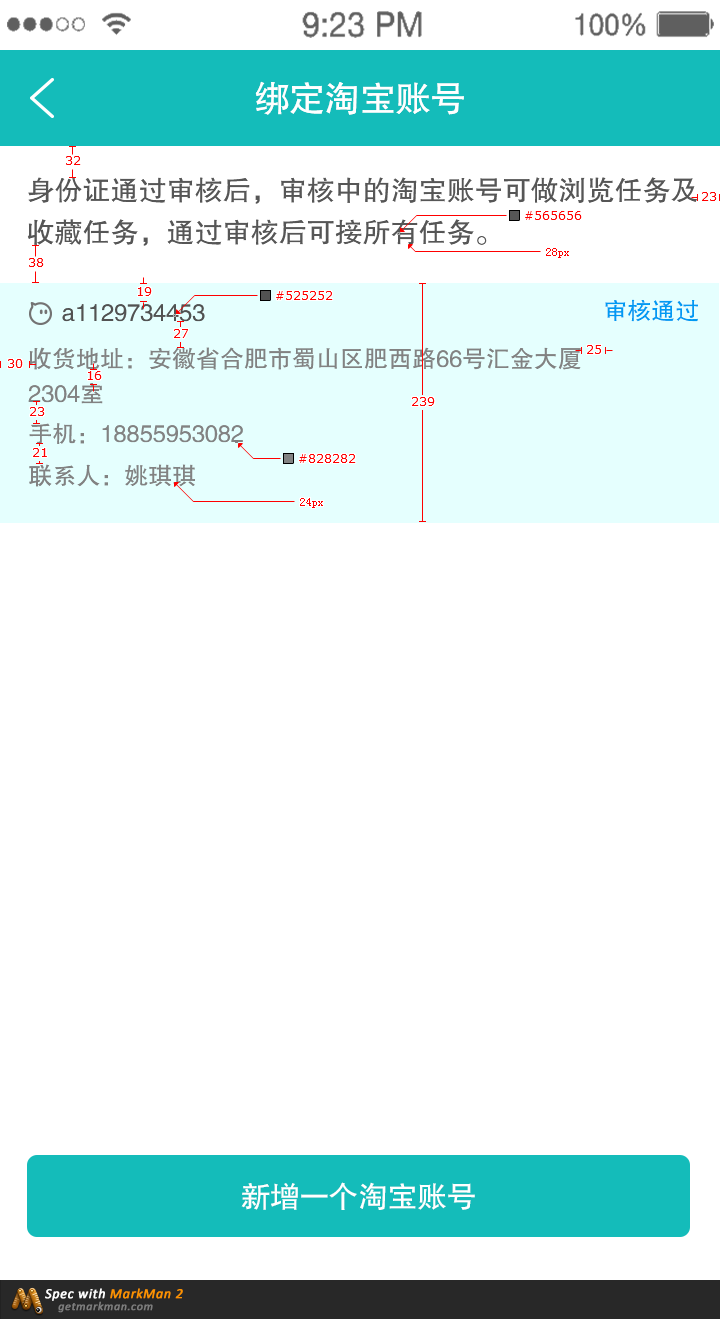 9:23 PM 100%
绑定淘宝账号
32
身份证通过审核后，审核中的淘宝账号可做浏览任务及
23
#565656
收藏任务，通过审核后可接所有任务。
28px
38
19
#525252
a1129734453 审核通过
27
收货地址：安徽省合肥市蜀山区肥西路66号汇金大厦
25
30
16
2304室
239
23
手机：18855953082
21
#828282
联系人：姚琪琪
24px
新增一个淘宝账号
Spec with MarkMan 2
getmarkman.com